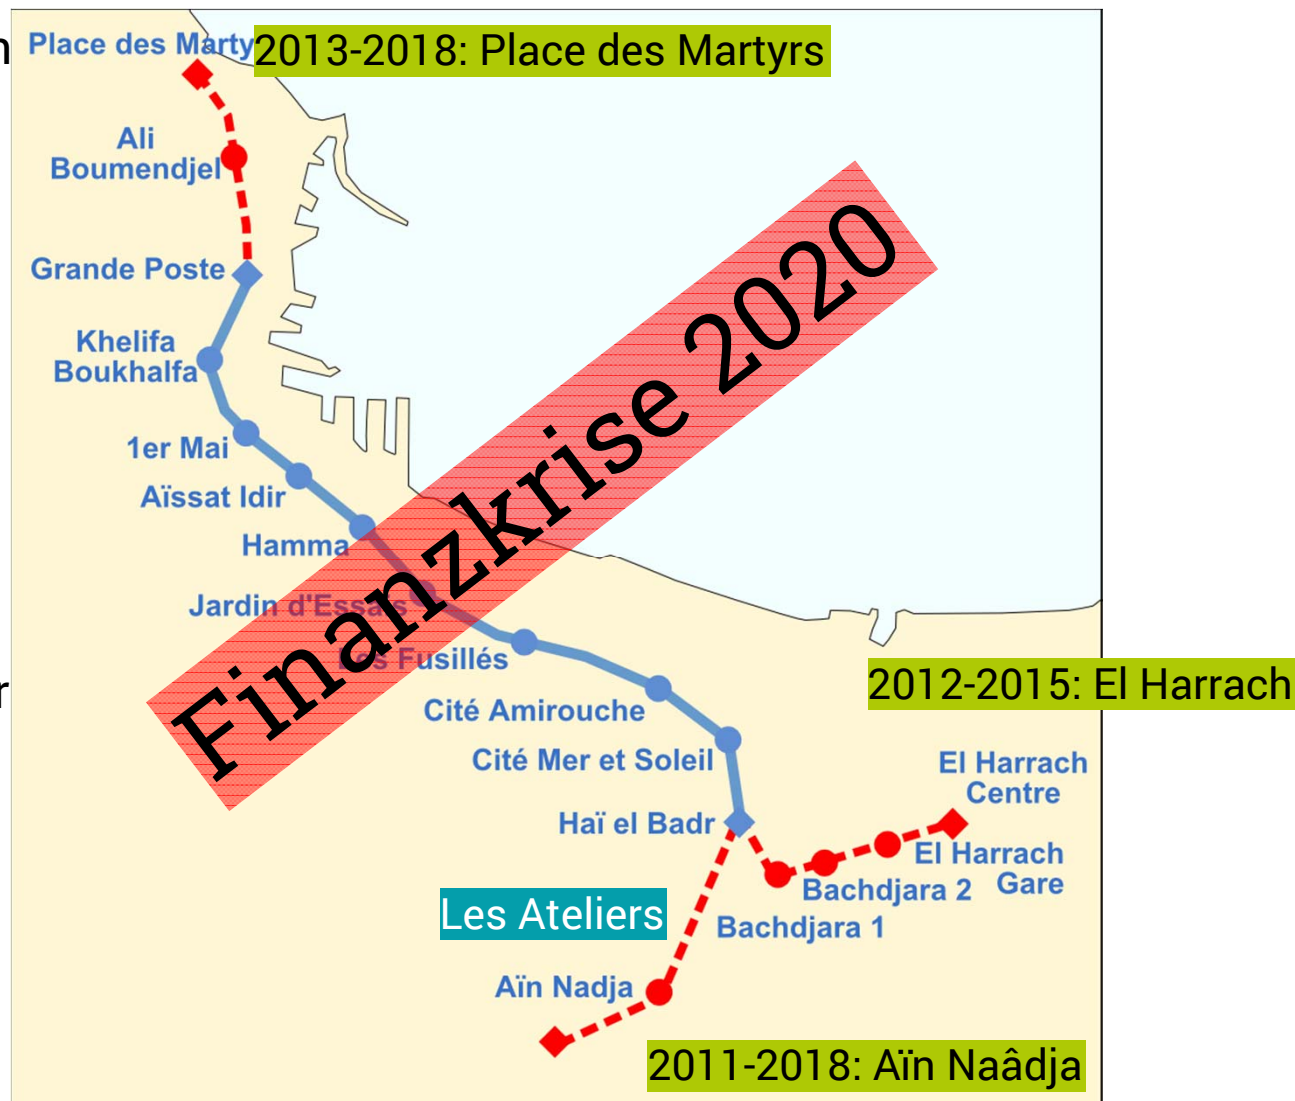 n
Place des Marty
2013-2018: Place des Martyrs
Ali
Boumendjel
Grande Poste
Khelifa
Boukhalfa
1er Mai
Aïssat Idir
Hamma
Jardin d'Essais
Les Fusillés
Finanzkrise 2020
r
2012-2015: El Harrach
Cité Amirouche
Cité Mer et Soleil
El Harrach
Centre
Haï el Badr
El Harrach
Gare
Bachdjara 2
Bachdjara 1
Les Ateliers
Aïn Nadja
2011-2018: Aïn Naâdja